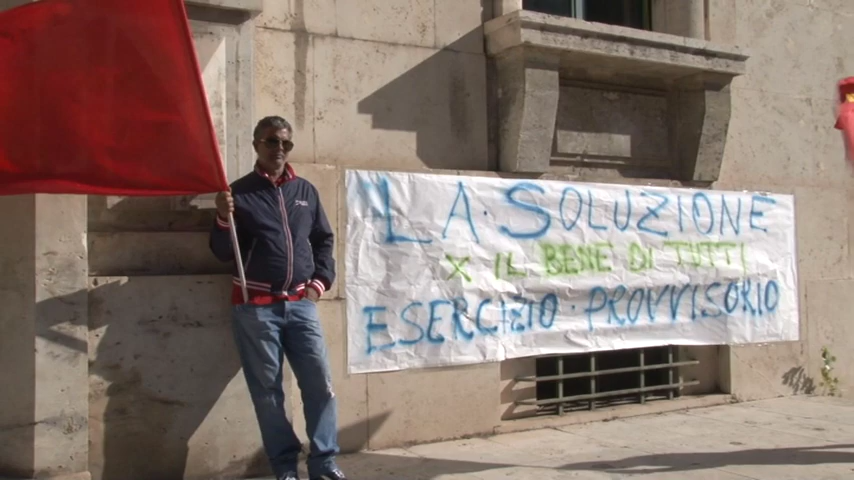 LA·SOLUZIONE
X IL BENE DI TUTTI
ESERCIZIO·PROVVISORIO